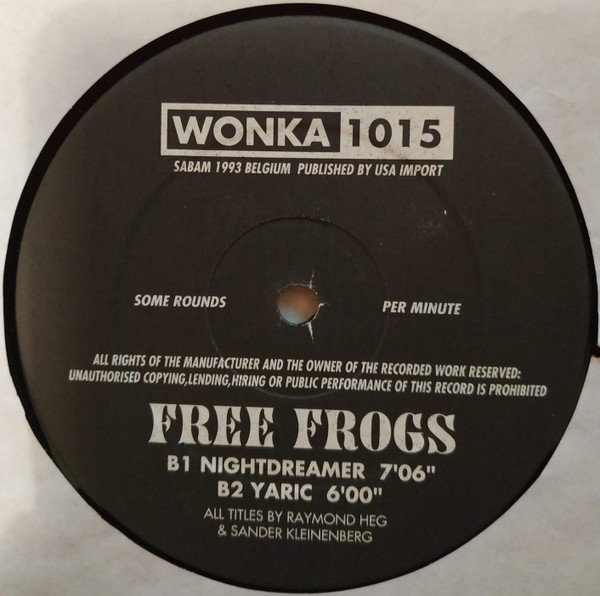 WONKA 1015
SABAM 1993 BELGIUM PUBLISHED BY USA IMPORT
SOME ROUNDS PER MINUTE
ALL RIGHTS OF THE MANUFACTURER AND THE OWNER OF THE RECORDED WORK RESERVED:
UNAUTHORISED COPYING,LENDING,HIRING OR PUBLIC PERFORMANCE OF THIS RECORD IS PROHIBITED
FREE FROGS
B1 NIGHTDREAMER 7'06"
B2 YARIC 6'00"
ALL TITLES BY RAYMOND HEG
& SANDER KLEINENBERG